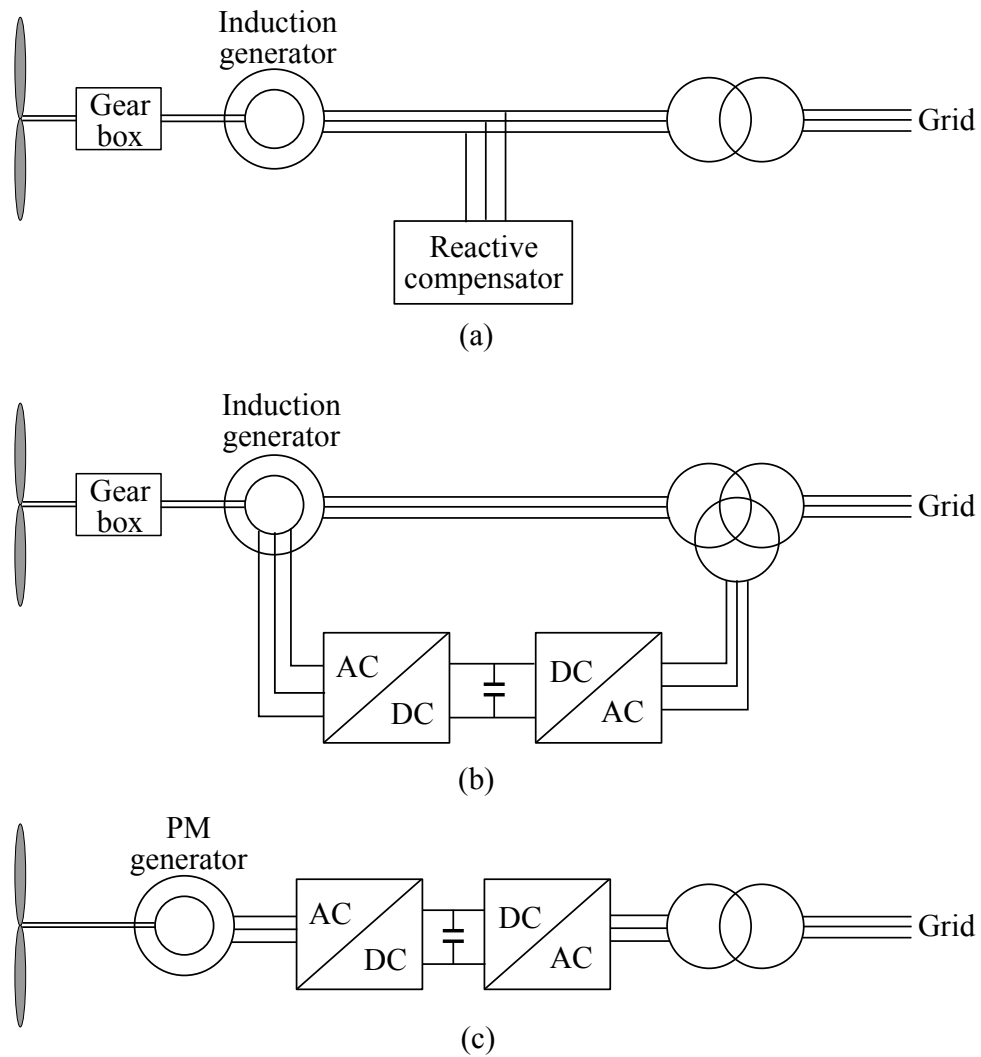 Induction
generator
Gear
box
Grid
Reactive
compensator
(a)
Induction
generator
Gear
box
Grid
AC
DC
DC
AC
(b)
PM
generator
AC
DC
DC
AC
Grid
(c)